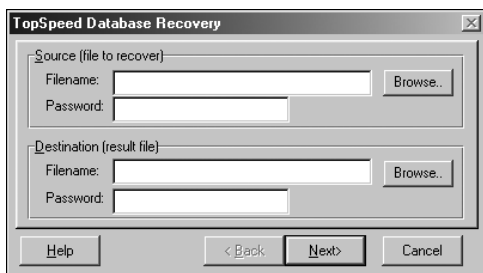 TopSpeed Database Recovery
Source (file to recover)
Filename:
Browse..
Password:
Destination (result file)
Filename:
Browse..
Password:
Help
< Back
Next>
Cancel